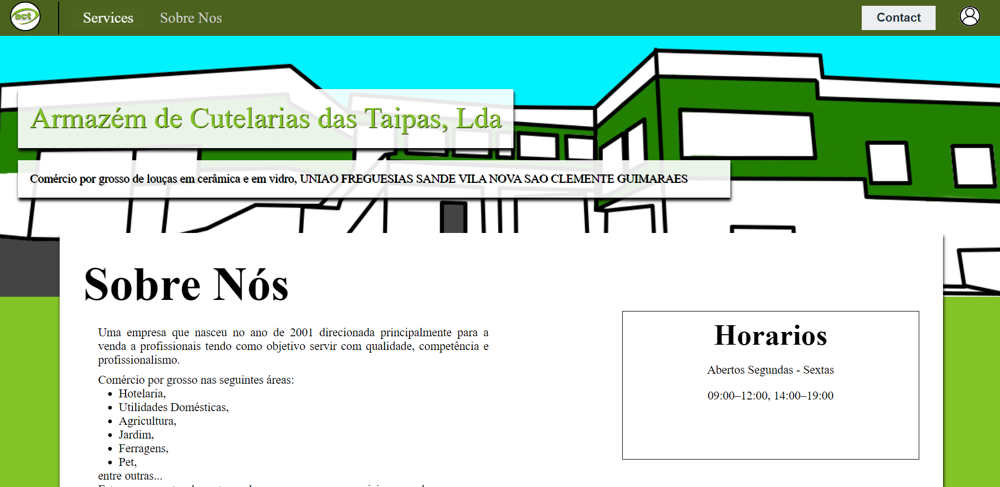 act
Services
Sobre Nos
Contact
Armazém de Cutelarias das Taipas, Lda
Comércio por grosso de louças em cerâmica e em vidro, UNIAO FREGUESIAS SANDE VILA NOVA SAO CLEMENTE GUIMARAES
Sobre Nós
Uma empresa que nasceu no ano de 2001 direcionada principalmente para a
venda a profissionais tendo como objetivo servir com qualidade, competência e
profissionalismo.
Comércio por grosso nas seguintes áreas:
Hotelaria,
Utilidades Domésticas,
Agricultura,
Jardim,
Ferragens,
Pet,
entre outras...
Horarios
Abertos Segundas - Sextas
09:00–12:00, 14:00–19:00